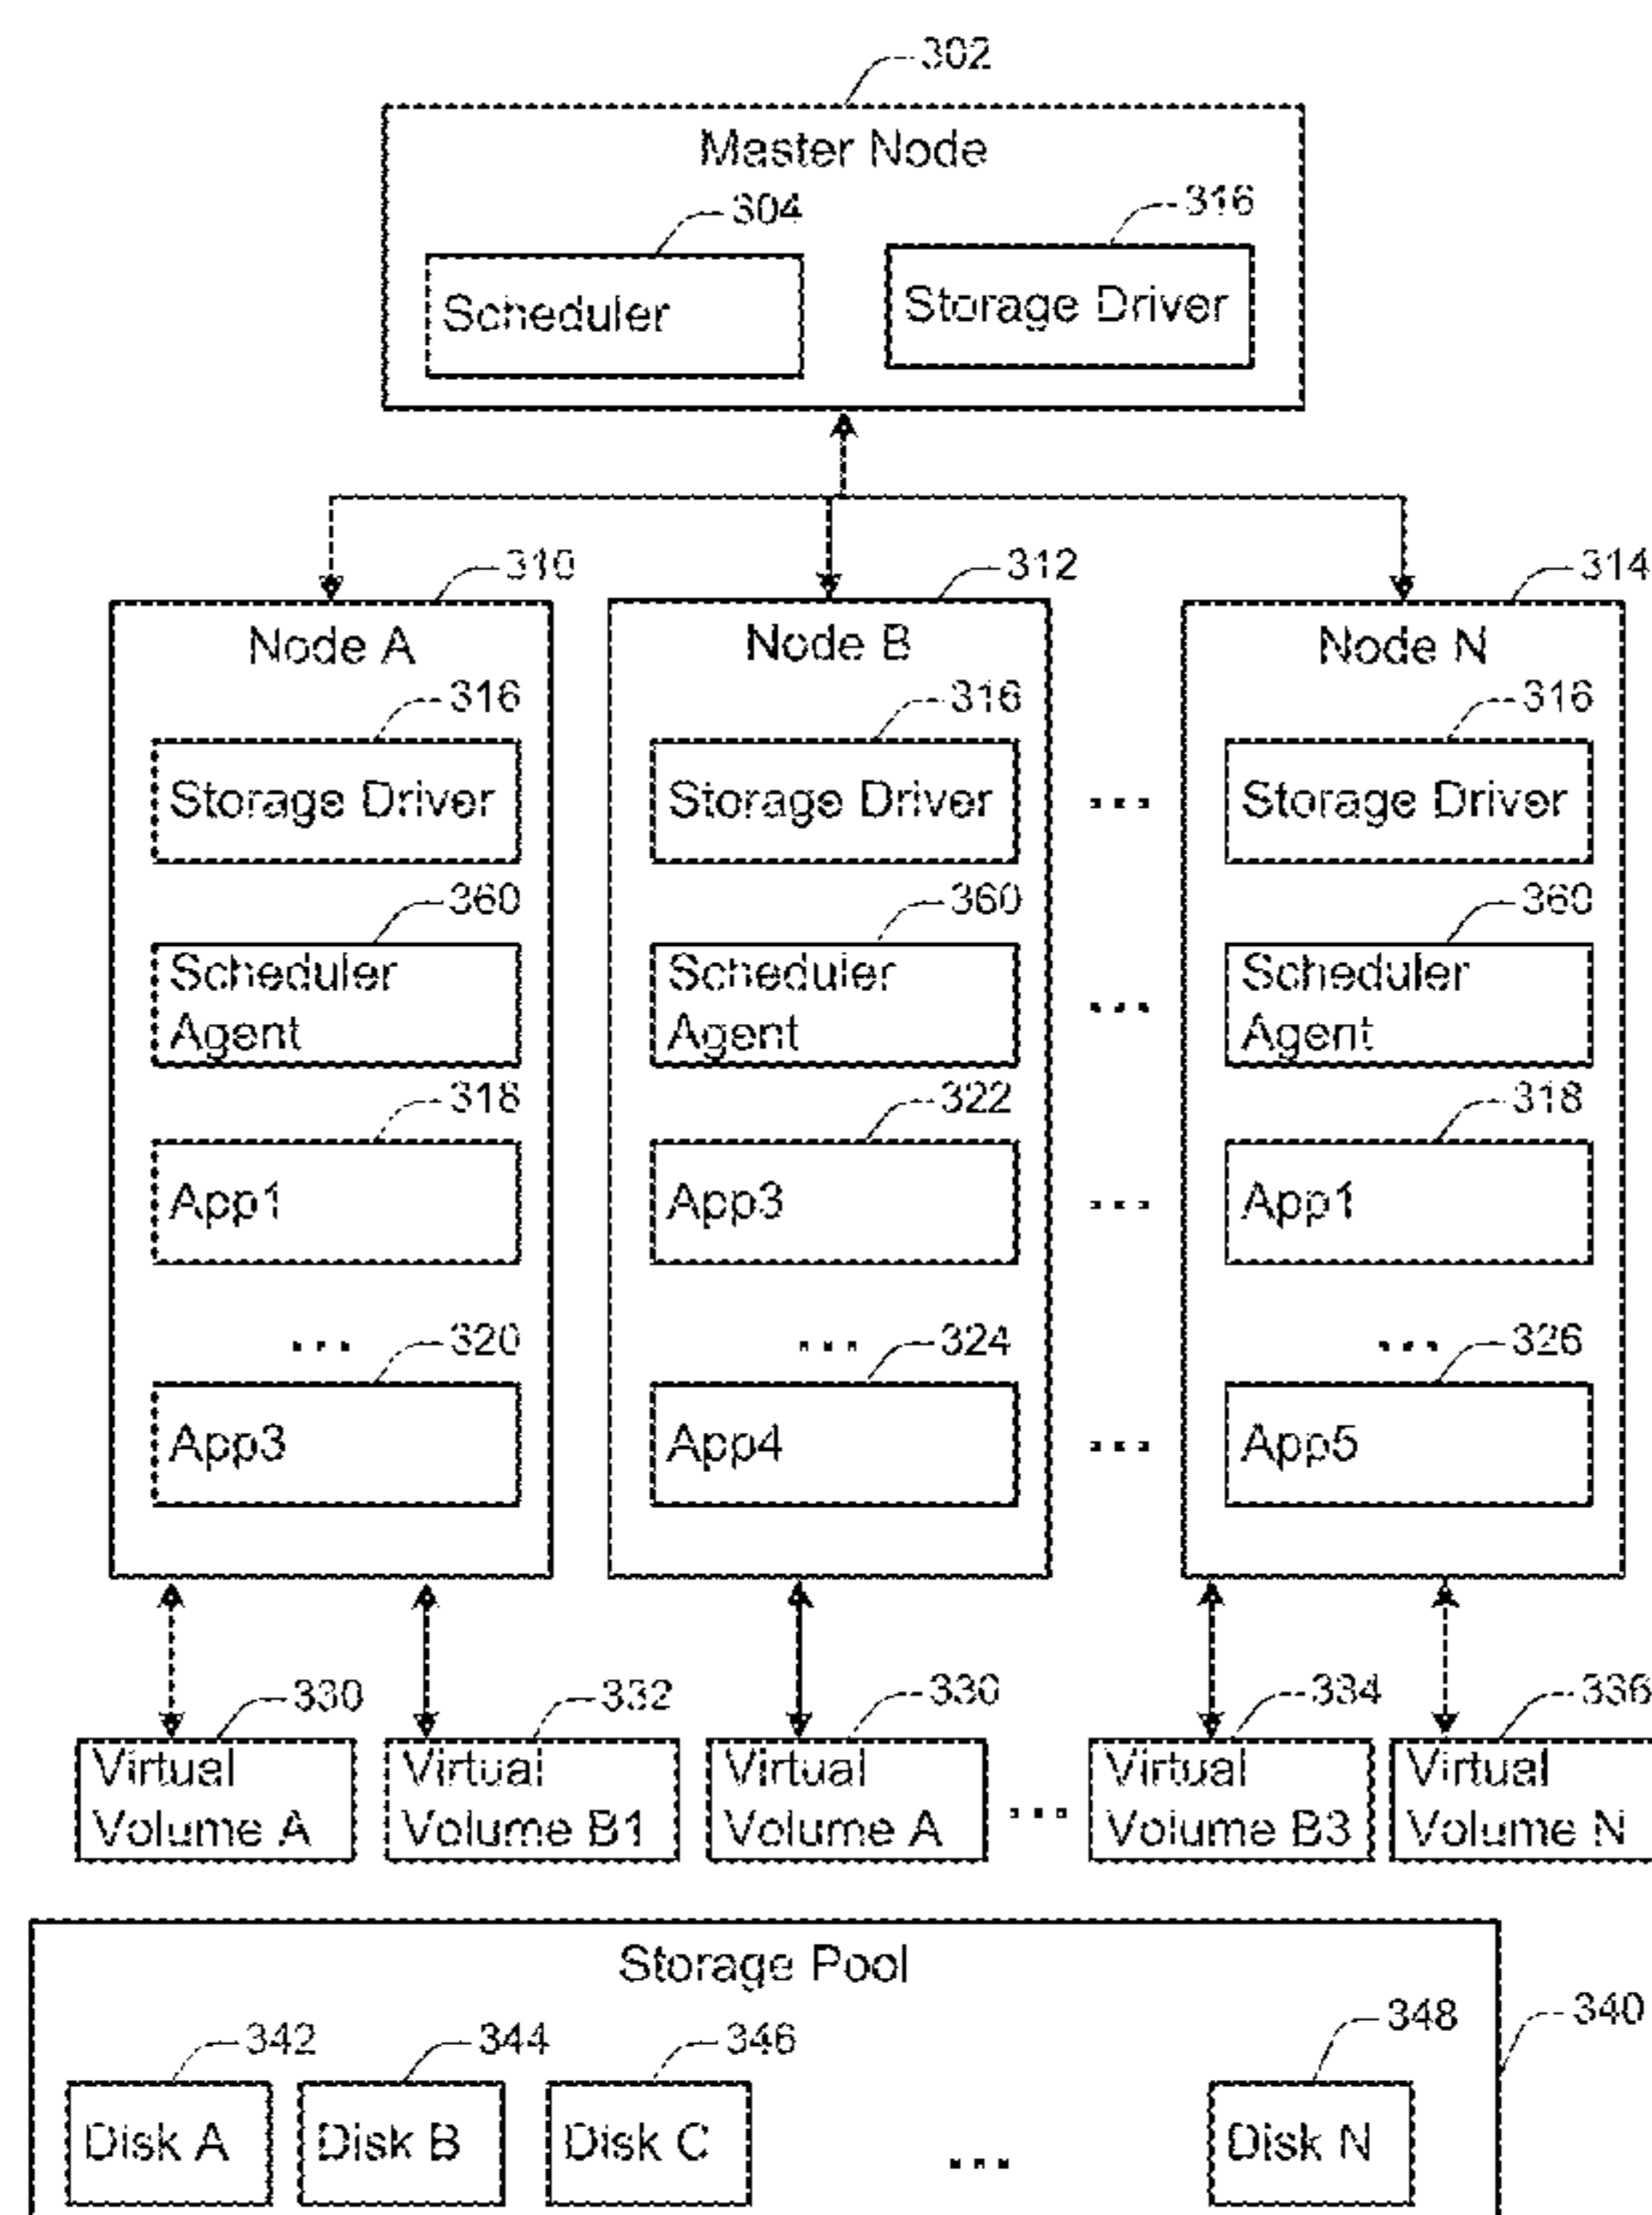 302
Master Node
304
316
Scheduler
Storage Driver
310
312
314
Node A
Node B
Node N
316
316
316
Storage Driver
Storage Driver
...
Storage Driver
360
360
360
Scheduler
Agent
Scheduler
Agent
...
Scheduler
Agent
318
322
318
App1
App3
...
App1
... 320
... 324
... 326
App3
App4
...
App5
330
332
330
334
336
Virtual
Volume A
Virtual
Volume B1
Virtual
Volume A
...
Virtual
Volume B3
Virtual
Volume N
Storage Pool
340
342
344
346
348
Disk A
Disk B
Disk C
...
Disk N